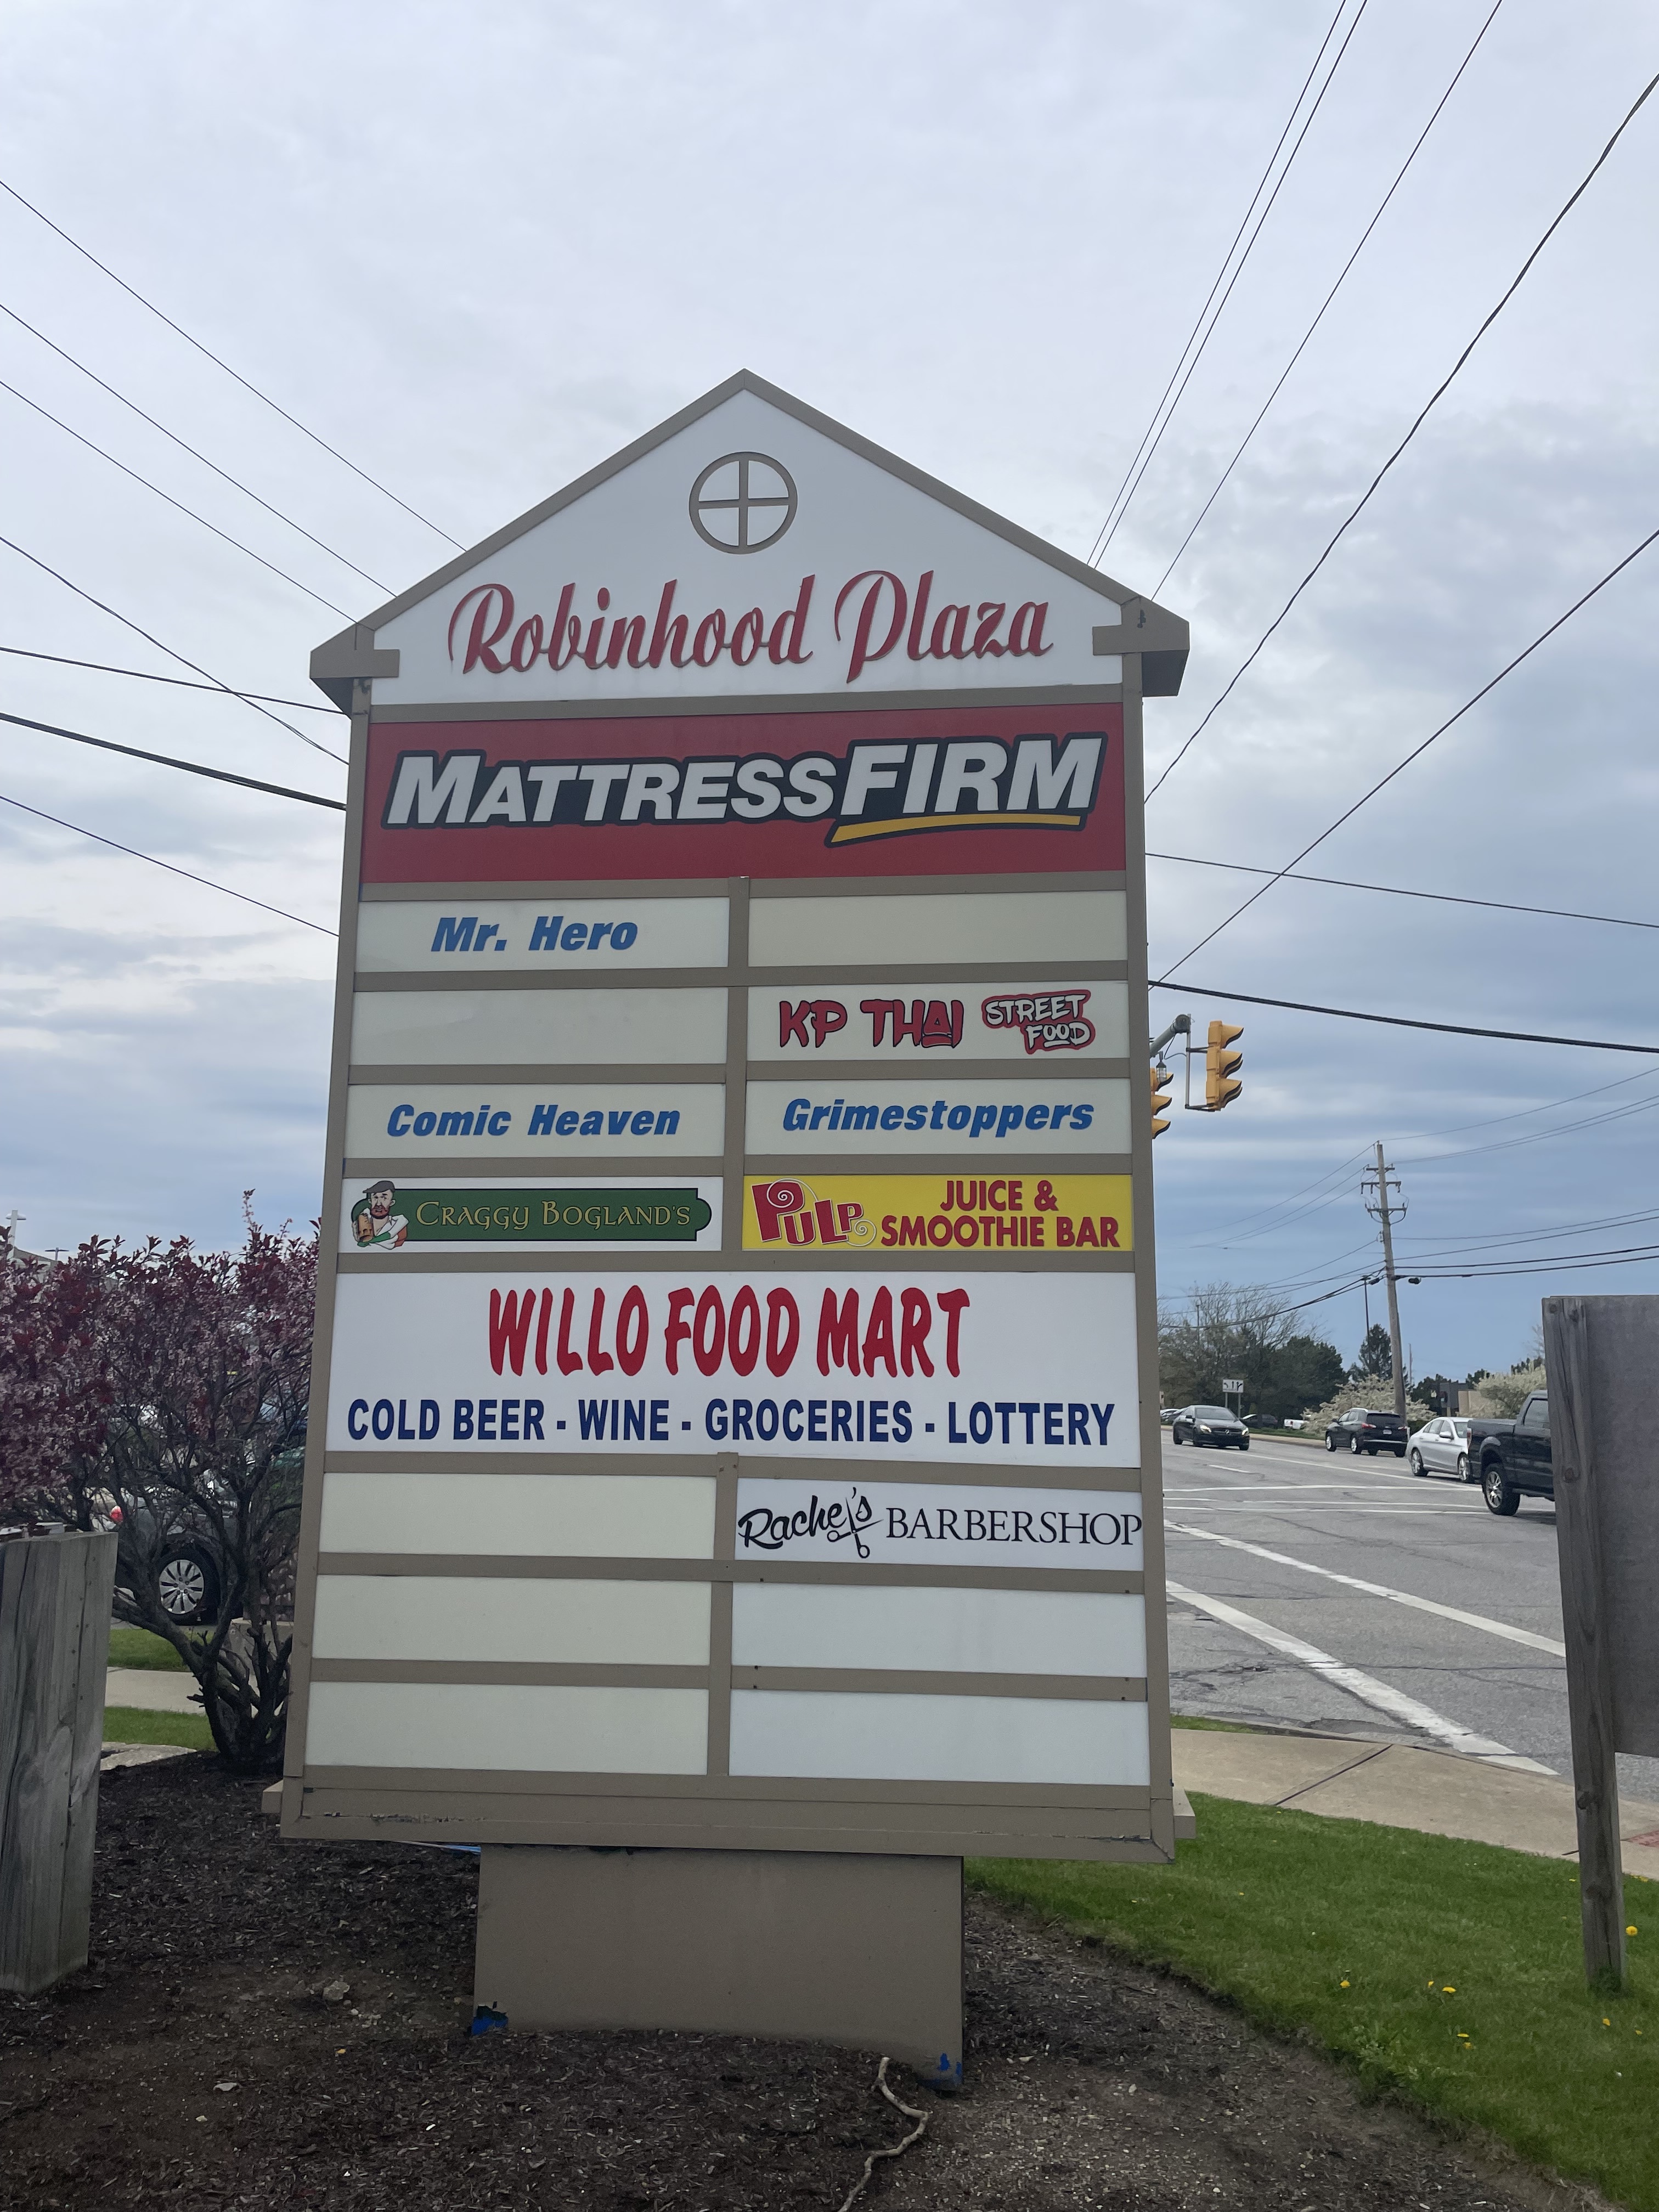 Robinhood Plaza
MATTRESSFIRM
Mr. Hero
KP THAI STREET FOOD
Comic Heaven
Grimestoppers
CRAGGY BOGLAND'S
PULP JUICE & SMOOTHIE BAR
WILLO FOOD MART
COLD BEER - WINE - GROCERIES - LOTTERY
Rachel's BARBERSHOP